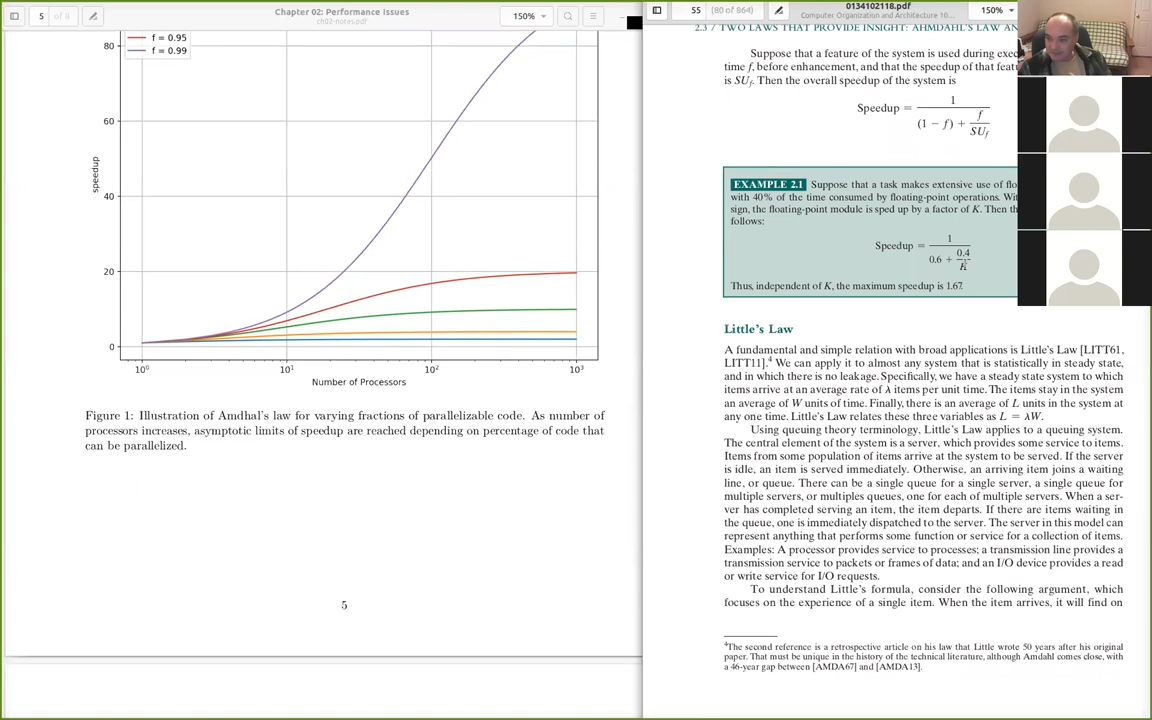 Chapter 02: Performance Issues
ch02-notes.pdf
5 of 8
150%
f = 0.95
f = 0.99
80
60
40
20
0
speedup
10⁰
10¹
10²
10³
Number of Processors
Figure 1: Illustration of Amdhal's law for varying fractions of parallelizable code. As number of
processors increases, asymptotic limits of speedup are reached depending on percentage of code that
can be parallelized.
5
55 (80 of 864)
0134102118.pdf
Computer Organization and Architecture 10...
150%
2.3 / TWO LAWS THAT PROVIDE INSIGHT: AHMDAHL'S LAW AN
Suppose that a feature of the system is used during exec
time f, before enhancement, and that the speedup of that featu
is SUf. Then the overall speedup of the system is
Speedup = 1 / ((1 − f) + f / SUf)
EXAMPLE 2.1 Suppose that a task makes extensive use of flo
with 40% of the time consumed by floating-point operations. Wit
sign, the floating-point module is sped up by a factor of K. Then th
follows:
Speedup = 1 / (0.6 + 0.4 / K)
Thus, independent of K, the maximum speedup is 1.67.
Little's Law
A fundamental and simple relation with broad applications is Little's Law [LITT61,
LITT11].⁴ We can apply it to almost any system that is statistically in steady state,
and in which there is no leakage. Specifically, we have a steady state system to which
items arrive at an average rate of λ items per unit time. The items stay in the system
an average of W units of time. Finally, there is an average of L units in the system at
any one time. Little's Law relates these three variables as L = λW.
Using queuing theory terminology, Little's Law applies to a queuing system.
The central element of the system is a server, which provides some service to items.
Items from some population of items arrive at the system to be served. If the server
is idle, an item is served immediately. Otherwise, an arriving item joins a waiting
line, or queue. There can be a single queue for a single server, a single queue for
multiple servers, or multiples queues, one for each of multiple servers. When a ser-
ver has completed serving an item, the item departs. If there are items waiting in
the queue, one is immediately dispatched to the server. The server in this model can
represent anything that performs some function or service for a collection of items.
Examples: A processor provides service to processes; a transmission line provides a
transmission service to packets or frames of data; and an I/O device provides a read
or write service for I/O requests.
To understand Little's formula, consider the following argument, which
focuses on the experience of a single item. When the item arrives, it will find on
⁴The second reference is a retrospective article on his law that Little wrote 50 years after his original
paper. That must be unique in the history of the technical literature, although Amdahl comes close, with
a 46-year gap between [AMDA67] and [AMDA13].